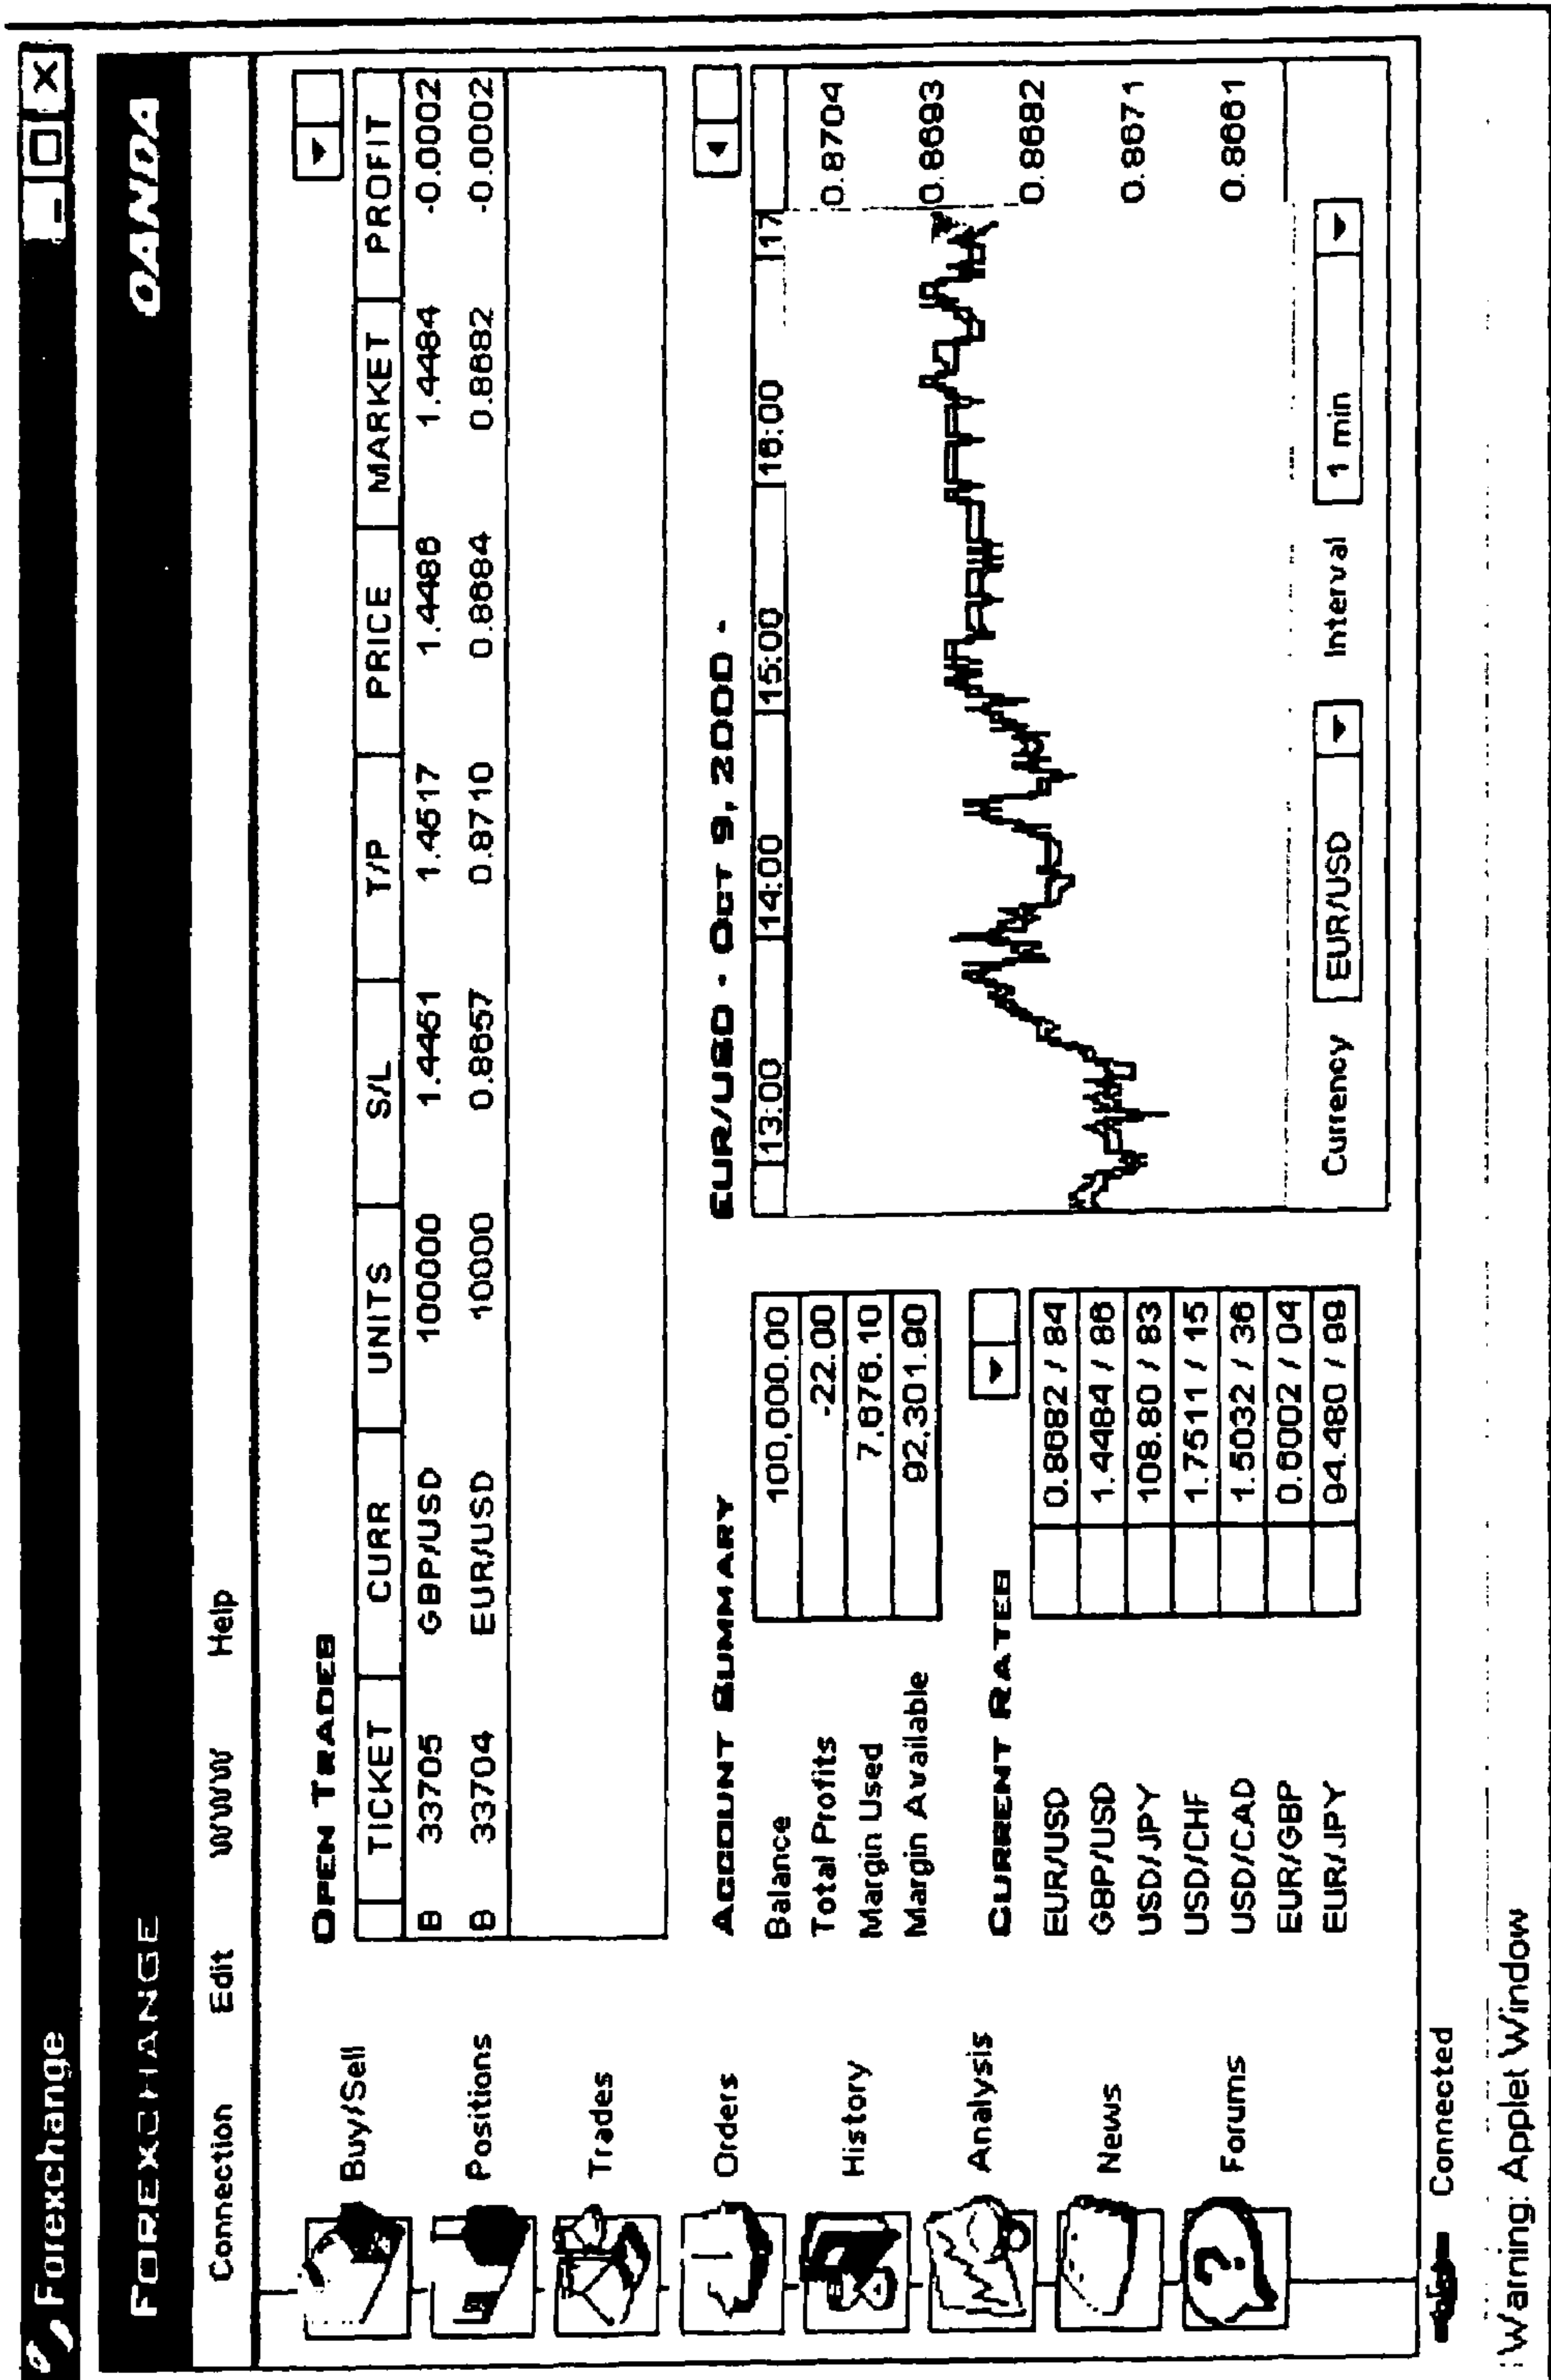 Forexchange
FOREXCHANGE OANDA
Connection Edit WWW Help
Buy/Sell
Positions
Trades
Orders
History
Analysis
News
Forums
OPEN TRADES
TICKET CURR UNITS S/L T/P PRICE MARKET PROFIT
B 33705 GBP/USD 100000 1.4461 1.4517 1.4486 1.4484 -0.0002
B 33704 EUR/USD 10000 0.8657 0.8710 0.8684 0.8682 -0.0002
ACCOUNT SUMMARY
Balance 100,000.00
Total Profits -22.00
Margin Used 7,676.10
Margin Available 92,301.90
CURRENT RATES
EUR/USD 0.8682 / 84
GBP/USD 1.4484 / 86
USD/JPY 108.80 / 83
USD/CHF 1.7511 / 15
USD/CAD 1.5032 / 36
EUR/GBP 0.6002 / 04
EUR/JPY 94.480 / 99
EUR/USD - OCT 9, 2000 -
13:00 14:00 15:00 16:00 17
0.8704
0.8693
0.8682
0.8671
0.8661
Currency EUR/USD Interval 1 min
Connected
Warning: Applet Window